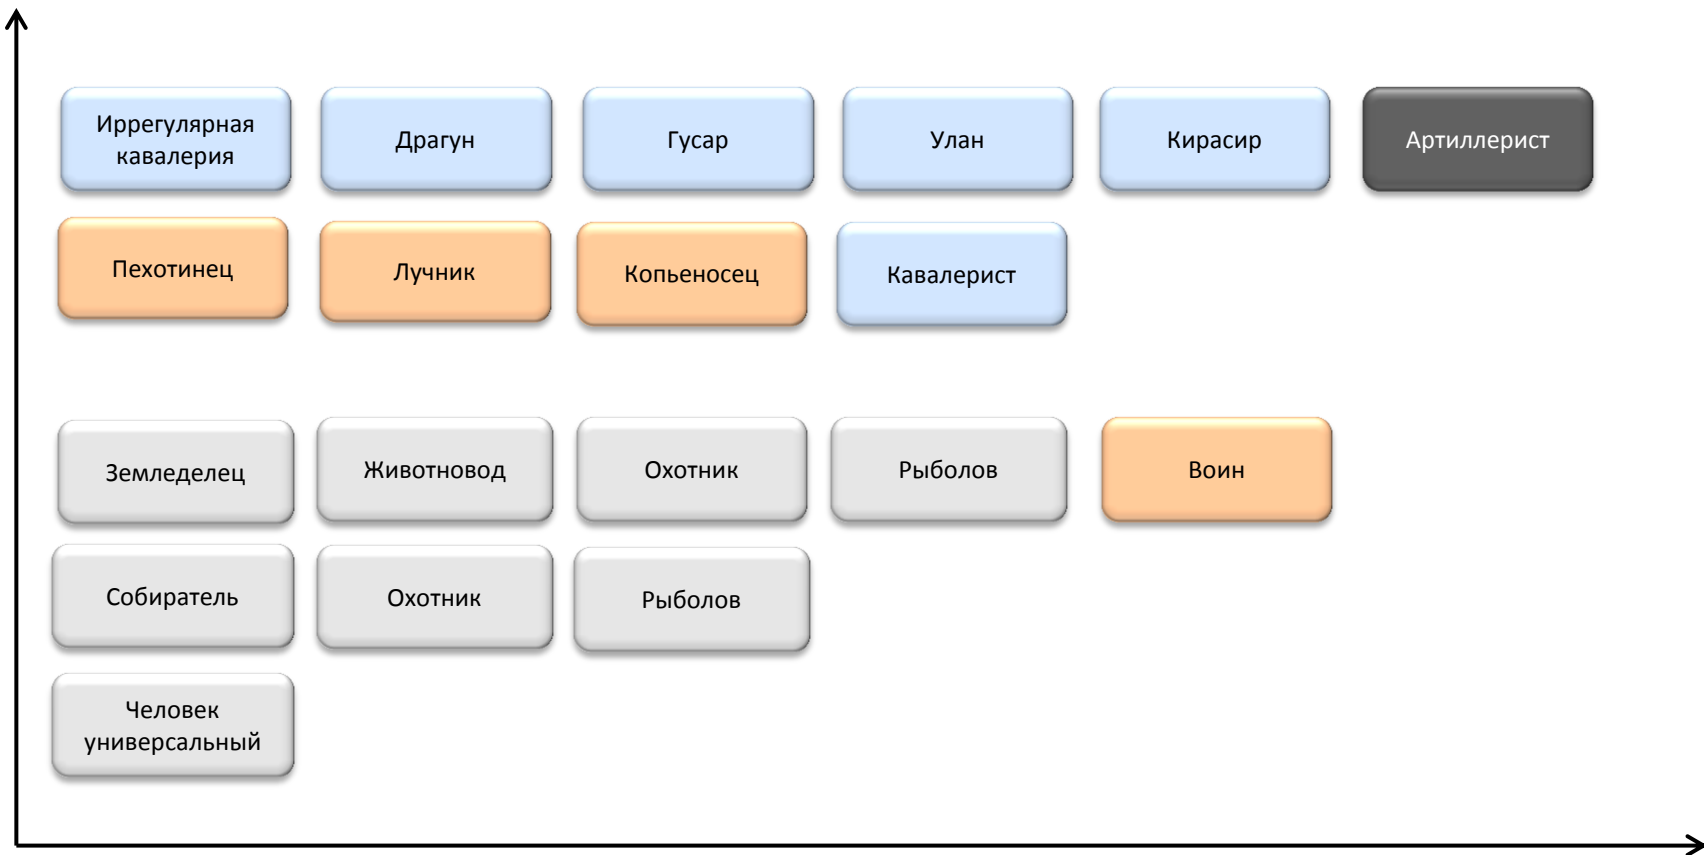 Иррегулярная
кавалерия
Драгун
Гусар
Улан
Кирасир
Артиллерист
Пехотинец
Лучник
Копьеносец
Кавалерист
Земледелец
Животновод
Охотник
Рыболов
Воин
Собиратель
Охотник
Рыболов
Человек
универсальный